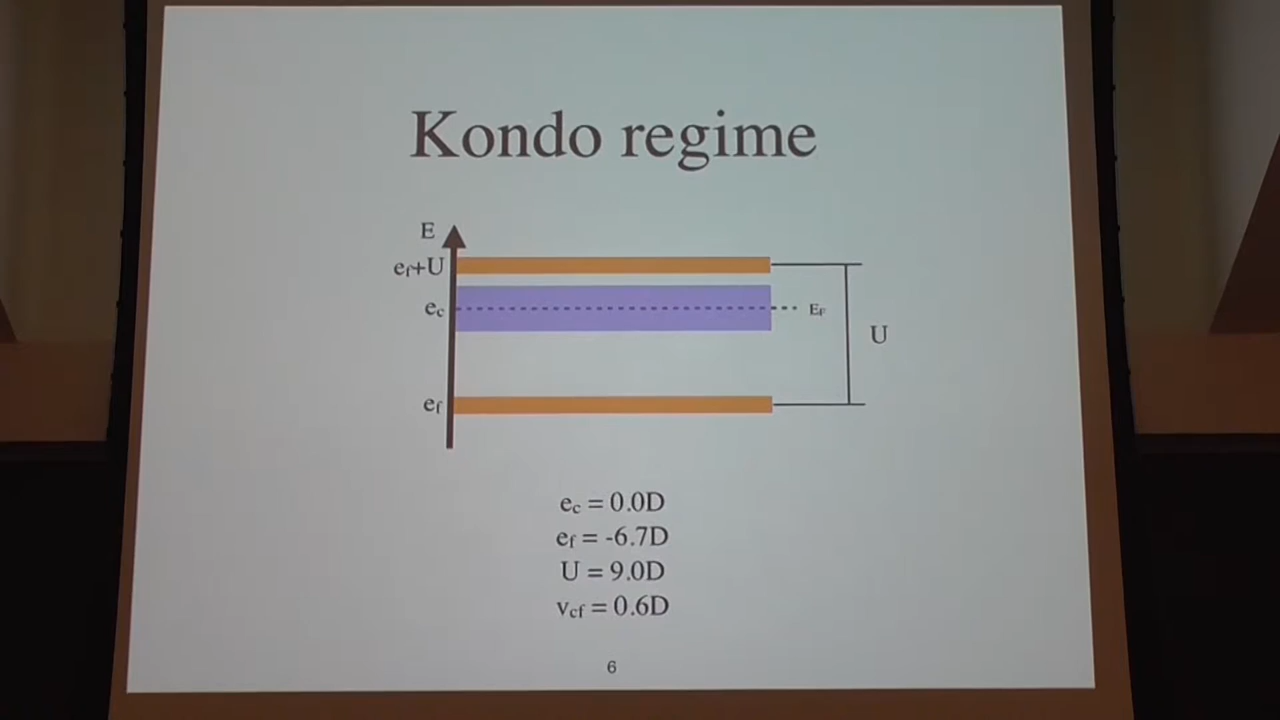 Kondo regime
E
ef+U
ec
EF
U
ef
ec = 0.0D
ef = -6.7D
U = 9.0D
vcf = 0.6D
6